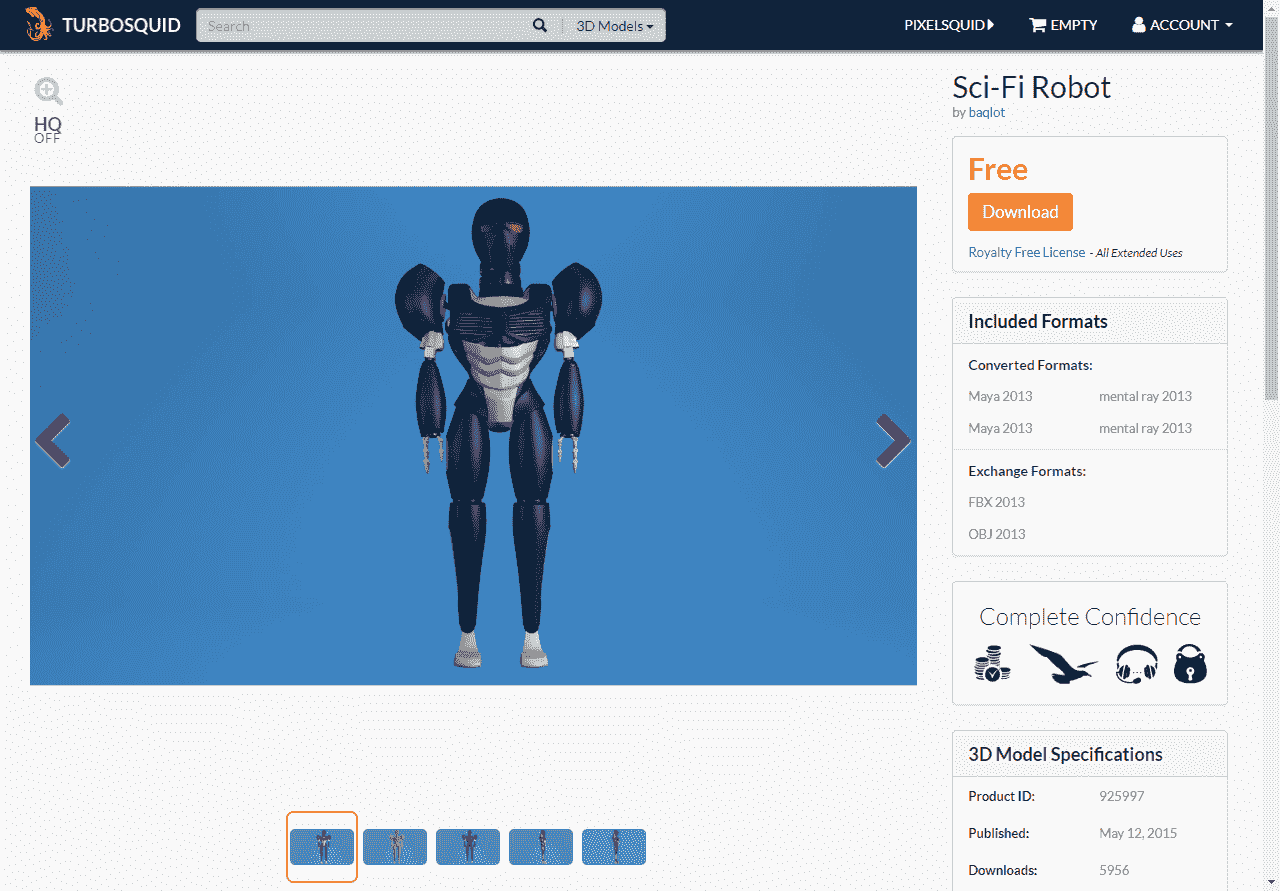 TURBOSQUID
Search
3D Models
PIXELSQUID
EMPTY
ACCOUNT
HQ
OFF
Sci-Fi Robot
by baqlot
Free
Download
Royalty Free License - All Extended Uses
Included Formats
Converted Formats:
Maya 2013 mental ray 2013
Maya 2013 mental ray 2013
Exchange Formats:
FBX 2013
OBJ 2013
Complete Confidence
3D Model Specifications
Product ID: 925997
Published: May 12, 2015
Downloads: 5956